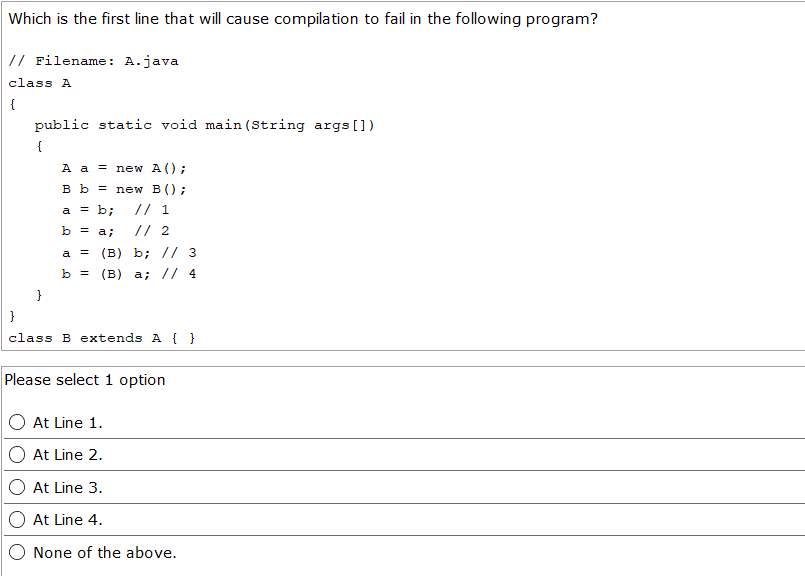 Which is the first line that will cause compilation to fail in the following program?
// Filename: A.java
class A
{
public static void main(String args[])
{
A a = new A();
B b = new B();
a = b; // 1
b = a; // 2
a = (B) b; // 3
b = (B) a; // 4
}
}
class B extends A { }
Please select 1 option
At Line 1.
At Line 2.
At Line 3.
At Line 4.
None of the above.